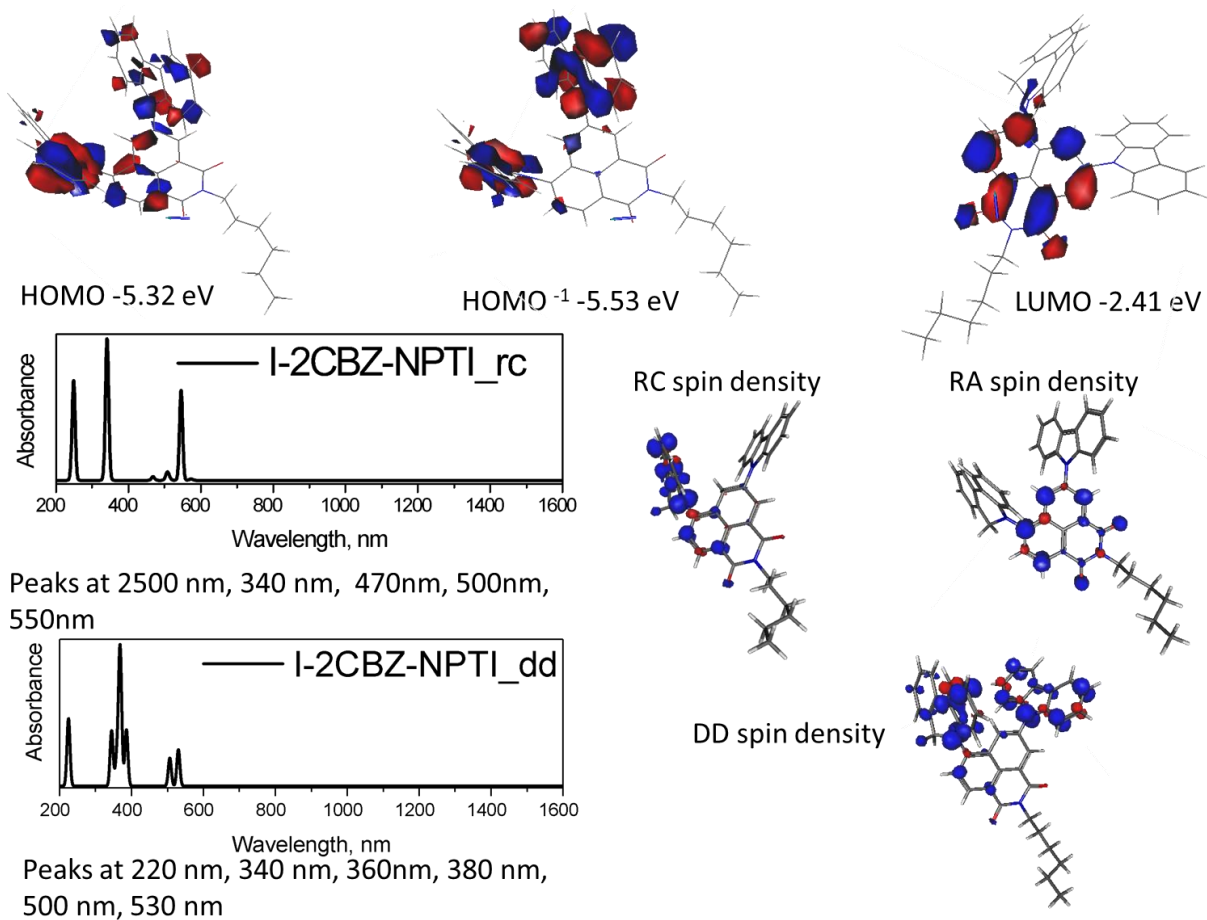 HOMO -5.32 eV
HOMO -1 -5.53 eV
LUMO -2.41 eV
I-2CBZ-NPTI_rc
Absorbance
200 400 600 800 1000 1200 1400 1600
Wavelength, nm
Peaks at 2500 nm, 340 nm, 470nm, 500nm,
550nm
RC spin density
RA spin density
I-2CBZ-NPTI_dd
Absorbance
200 400 600 800 1000 1200 1400 1600
Wavelength, nm
Peaks at 220 nm, 340 nm, 360nm, 380 nm,
500 nm, 530 nm
DD spin density